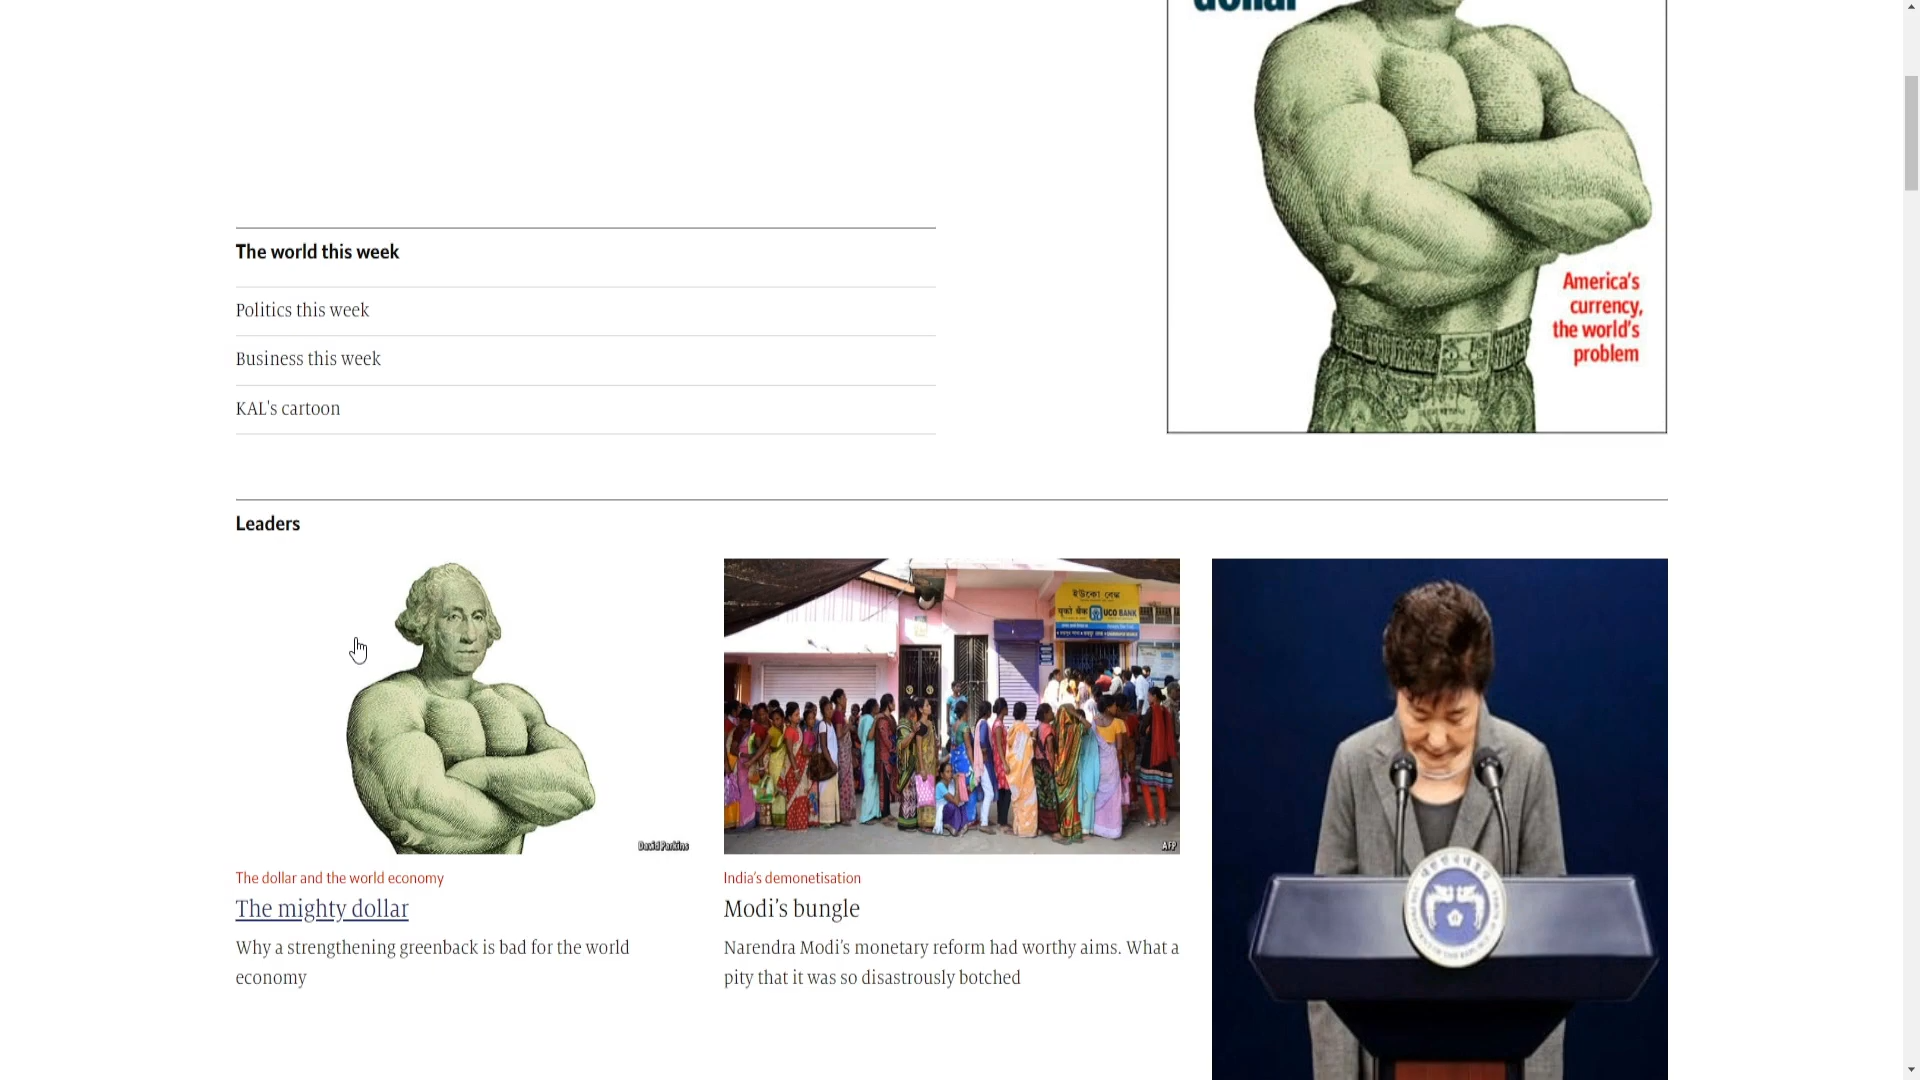 dollar
America's
currency,
the world's
problem
The world this week
Politics this week
Business this week
KAL's cartoon
Leaders
David Parkins
The dollar and the world economy
The mighty dollar
Why a strengthening greenback is bad for the world
economy
UCO BANK
AFP
India's demonetisation
Modi's bungle
Narendra Modi's monetary reform had worthy aims. What a
pity that it was so disastrously botched